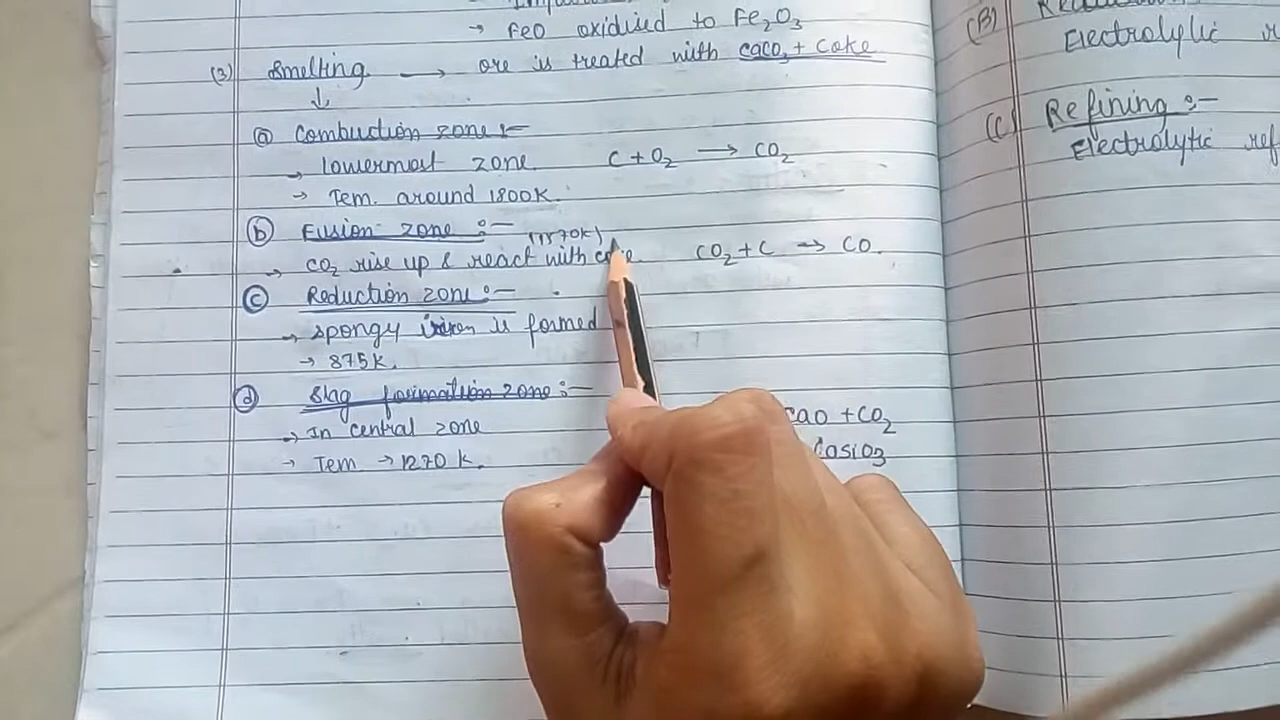 → FeO oxidised to Fe₂O₃
(3) Smelting → ore is treated with CaCO₃ + Coke
↓
(a) Combustion zone :-
→ lowermost zone C + O₂ → CO₂
→ Tem. around 1800K.
(b) Fusion zone :- (1570K)
→ CO₂ rise up & react with coke CO₂ + C → CO.
(c) Reduction zone :-
→ spongy iron is formed
→ 875K.
(d) Slag formation zone :-
→ In central zone
→ Tem → 1270 K.
CaO + CO₂
CaSiO₃
(B)
Electrolytic
(C) Refining :-
Electrolytic ref